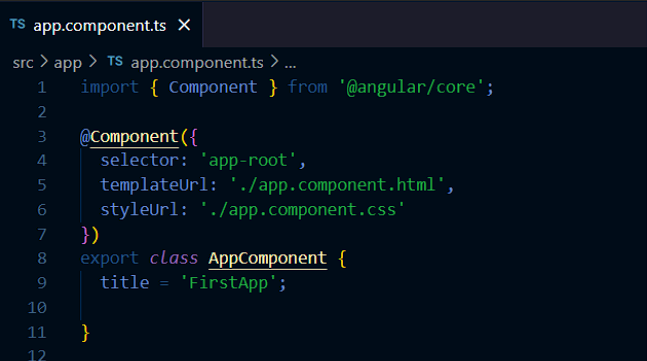 TS app.component.ts ×
src > app > TS app.component.ts > ...
1 import { Component } from '@angular/core';
2
3 @Component({
4 selector: 'app-root',
5 templateUrl: './app.component.html',
6 styleUrl: './app.component.css'
7 })
8 export class AppComponent {
9 title = 'FirstApp';
10
11 }
12